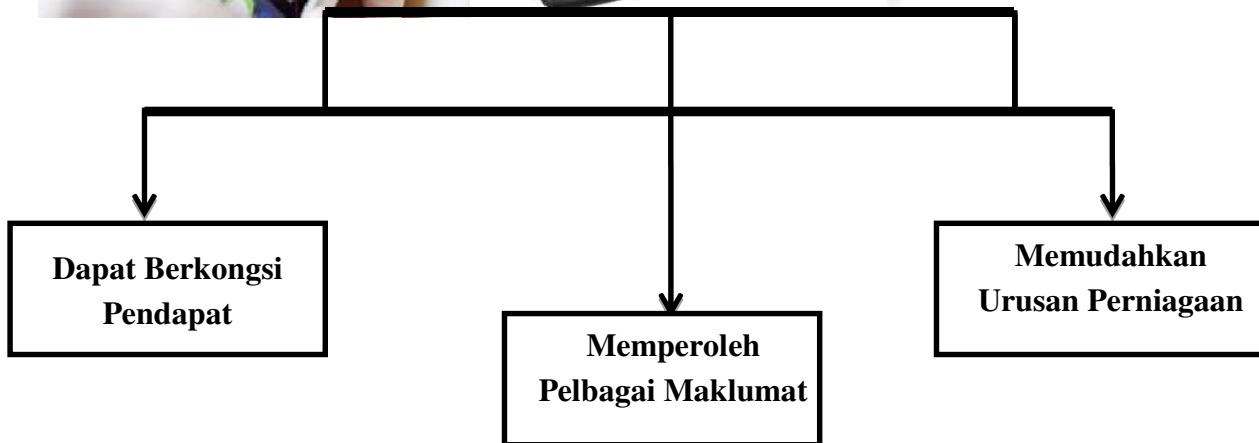 Dapat Berkongsi
Pendapat
Memperoleh
Pelbagai Maklumat
Memudahkan
Urusan Perniagaan